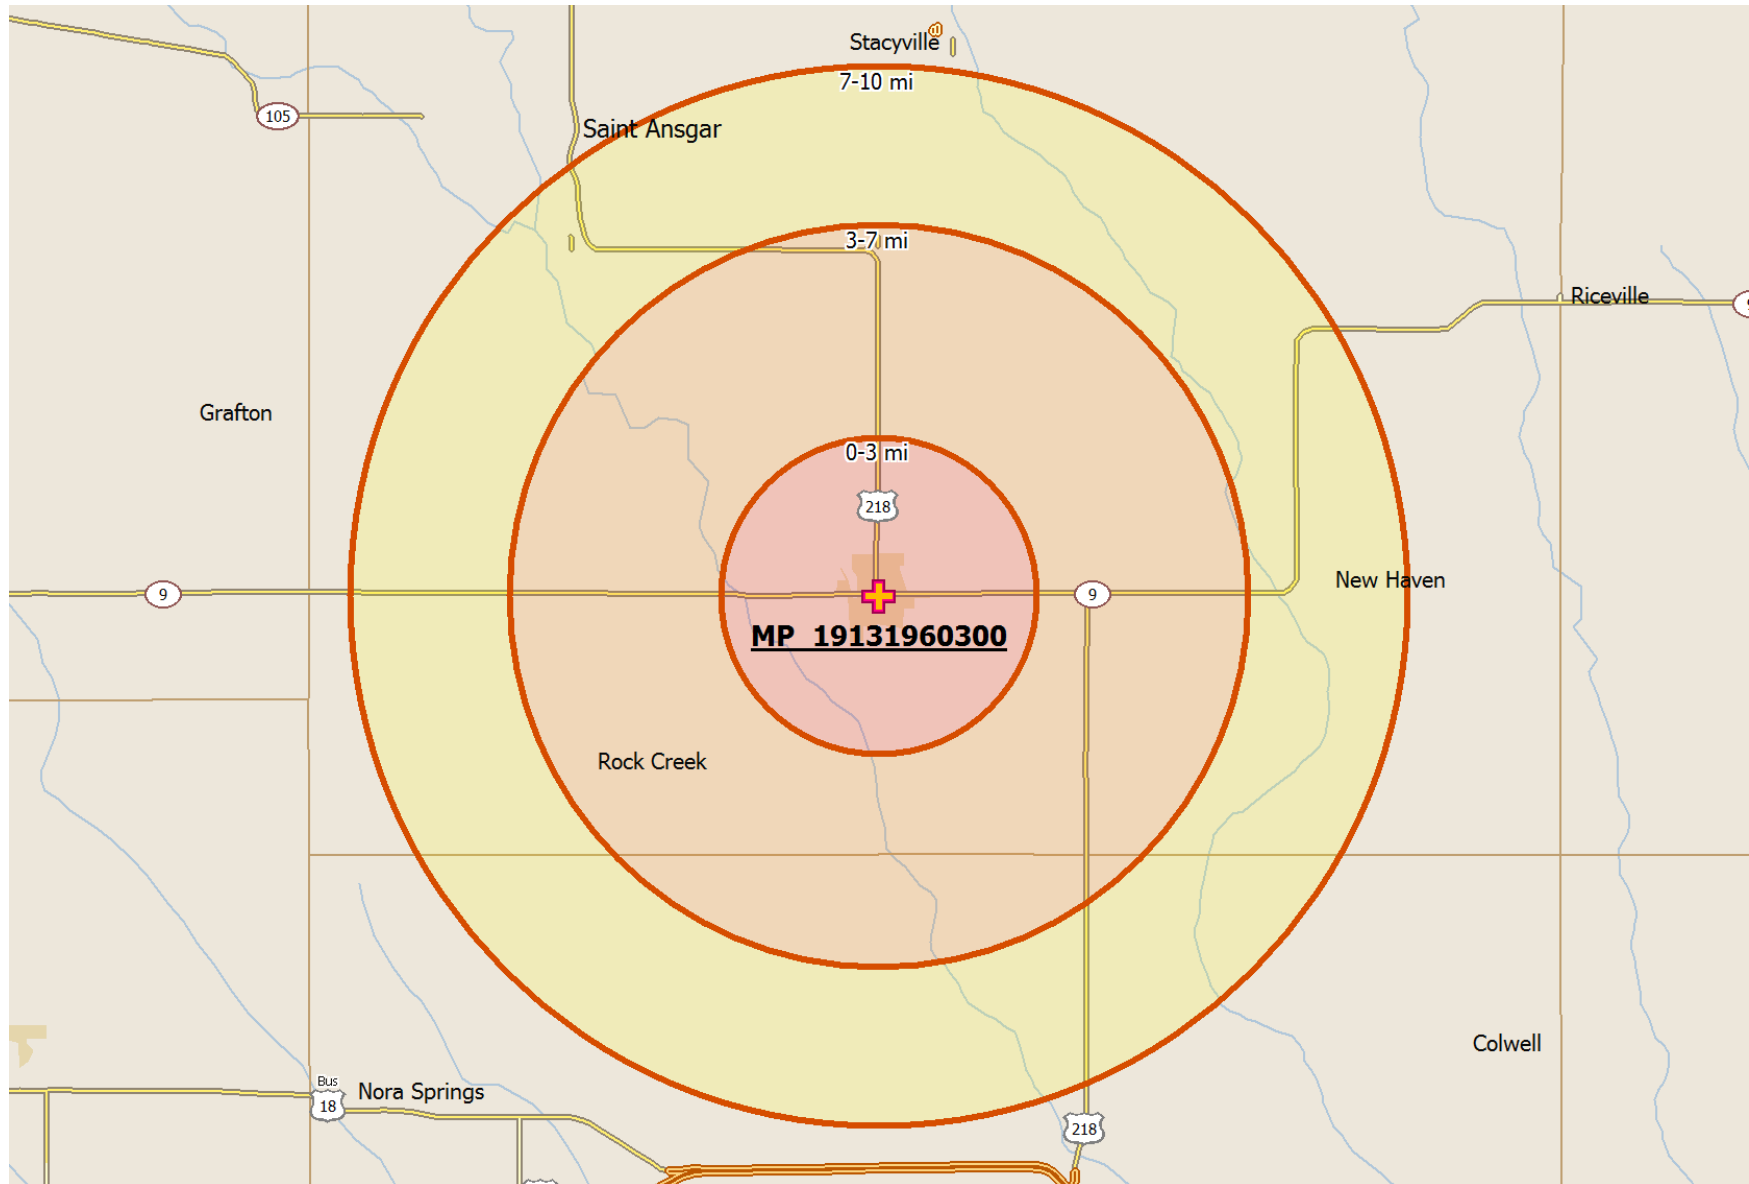 Stacyville
7-10 mi
105
Saint Ansgar
3-7 mi
Riceville
Grafton
0-3 mi
218
9
9
New Haven
MP 19131960300
Rock Creek
Colwell
Bus
18
Nora Springs
218